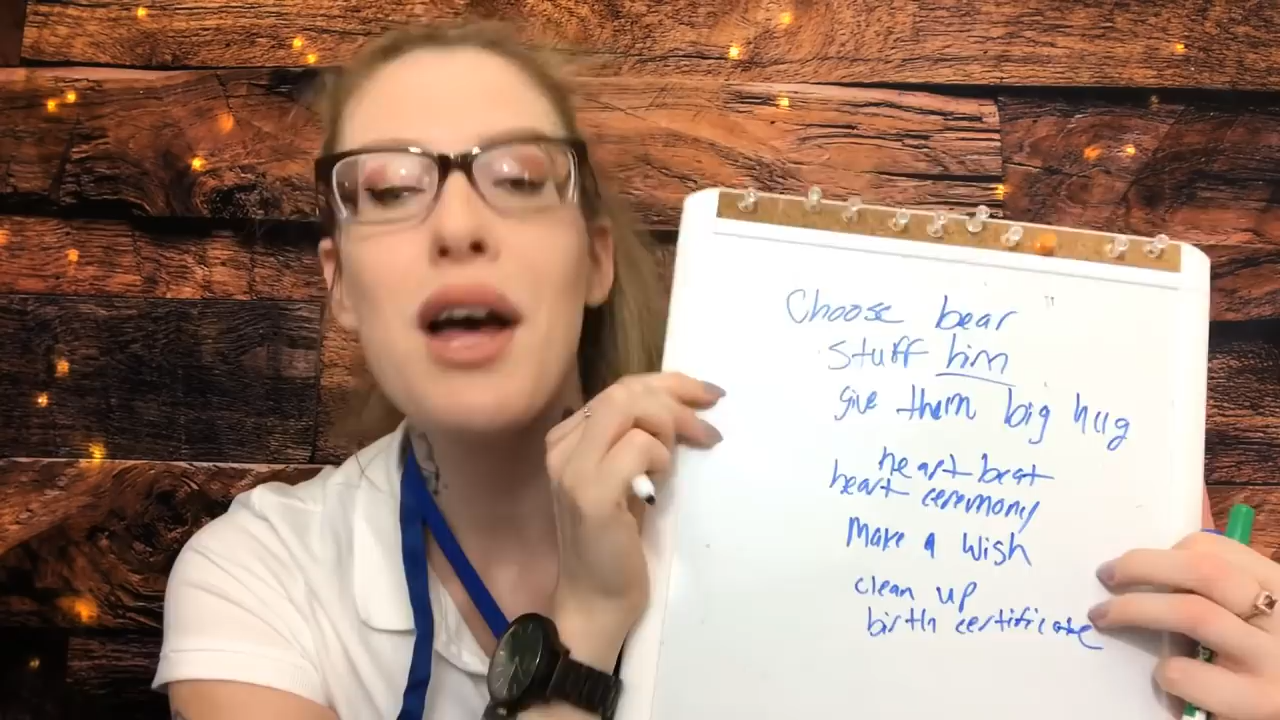 Choose bear
Stuff him
give them big hug
heart beat
heart ceremony
Make a wish
clean up
birth certificate